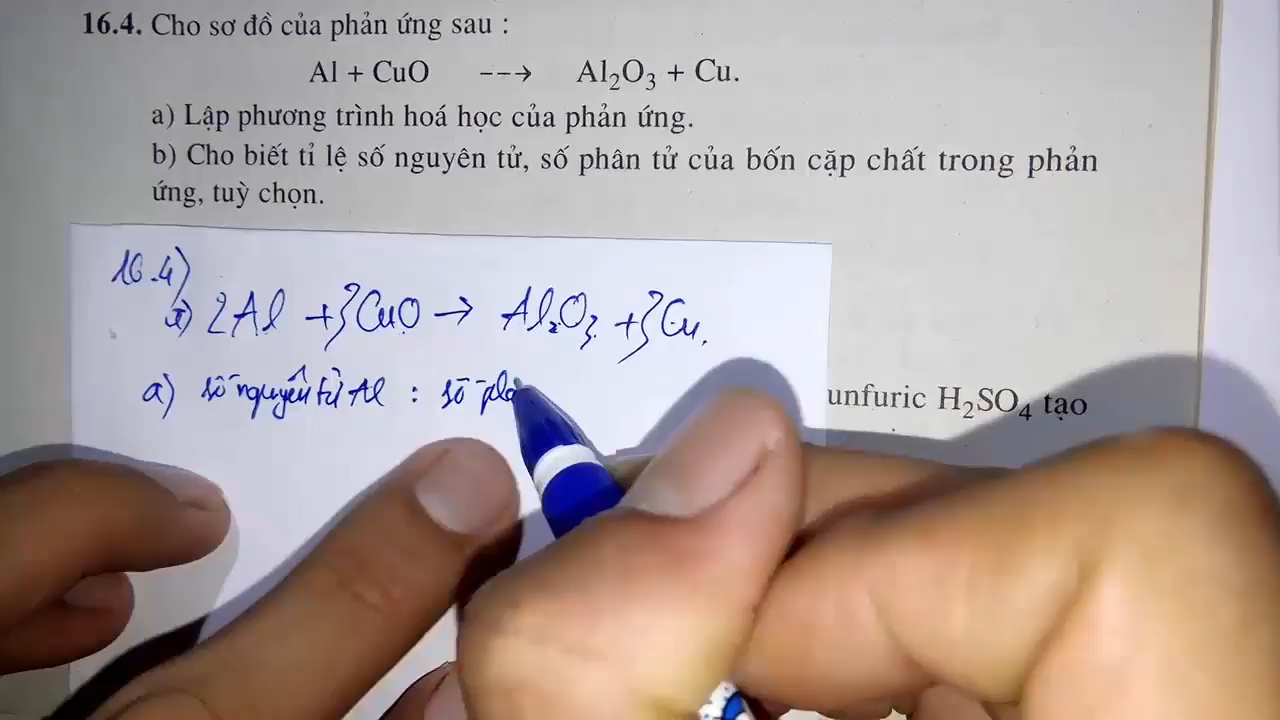 16.4. Cho sơ đồ của phản ứng sau :
Al + CuO ---> Al₂O₃ + Cu.
a) Lập phương trình hoá học của phản ứng.
b) Cho biết tỉ lệ số nguyên tử, số phân tử của bốn cặp chất trong phản
ứng, tuỳ chọn.
16.4)
a) 2Al + 3CuO → Al₂O₃ + 3Cu.
a) số nguyên tử Al : số
unfuric H₂SO₄ tạo